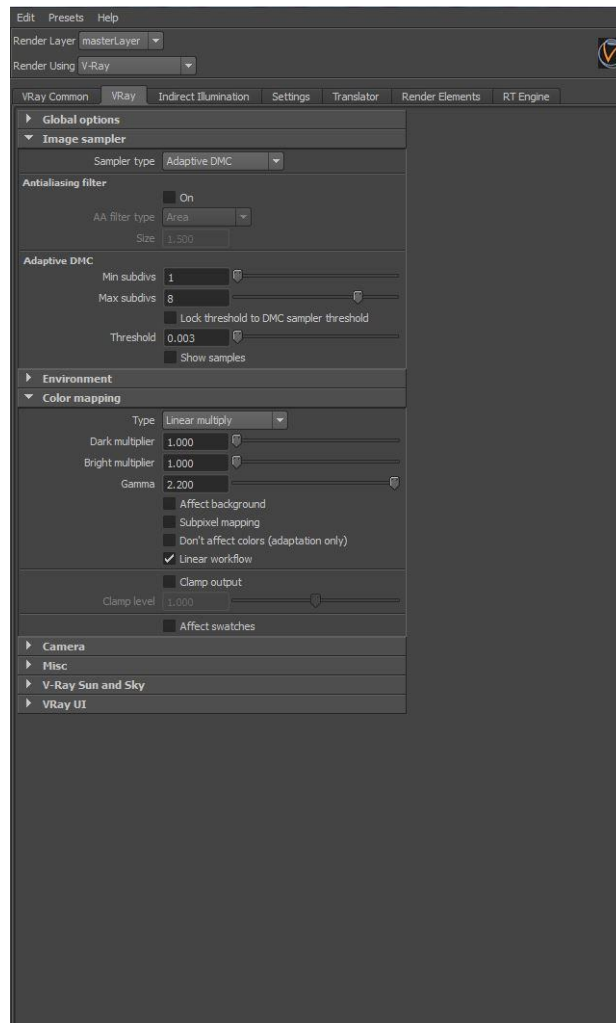 Edit Presets Help
Render Layer masterLayer
Render Using V-Ray
VRay Common VRay Indirect Illumination Settings Translator Render Elements RT Engine
Global options
Image sampler
Sampler type Adaptive DMC
Antialiasing filter
On
AA filter type Area
Size 1.500
Adaptive DMC
Min subdivs 1
Max subdivs 8
Lock threshold to DMC sampler threshold
Threshold 0.003
Show samples
Environment
Color mapping
Type Linear multiply
Dark multiplier 1.000
Bright multiplier 1.000
Gamma 2.200
Affect background
Subpixel mapping
Don't affect colors (adaptation only)
Linear workflow
Clamp output
Clamp level 1.000
Affect swatches
Camera
Misc
V-Ray Sun and Sky
VRay UI